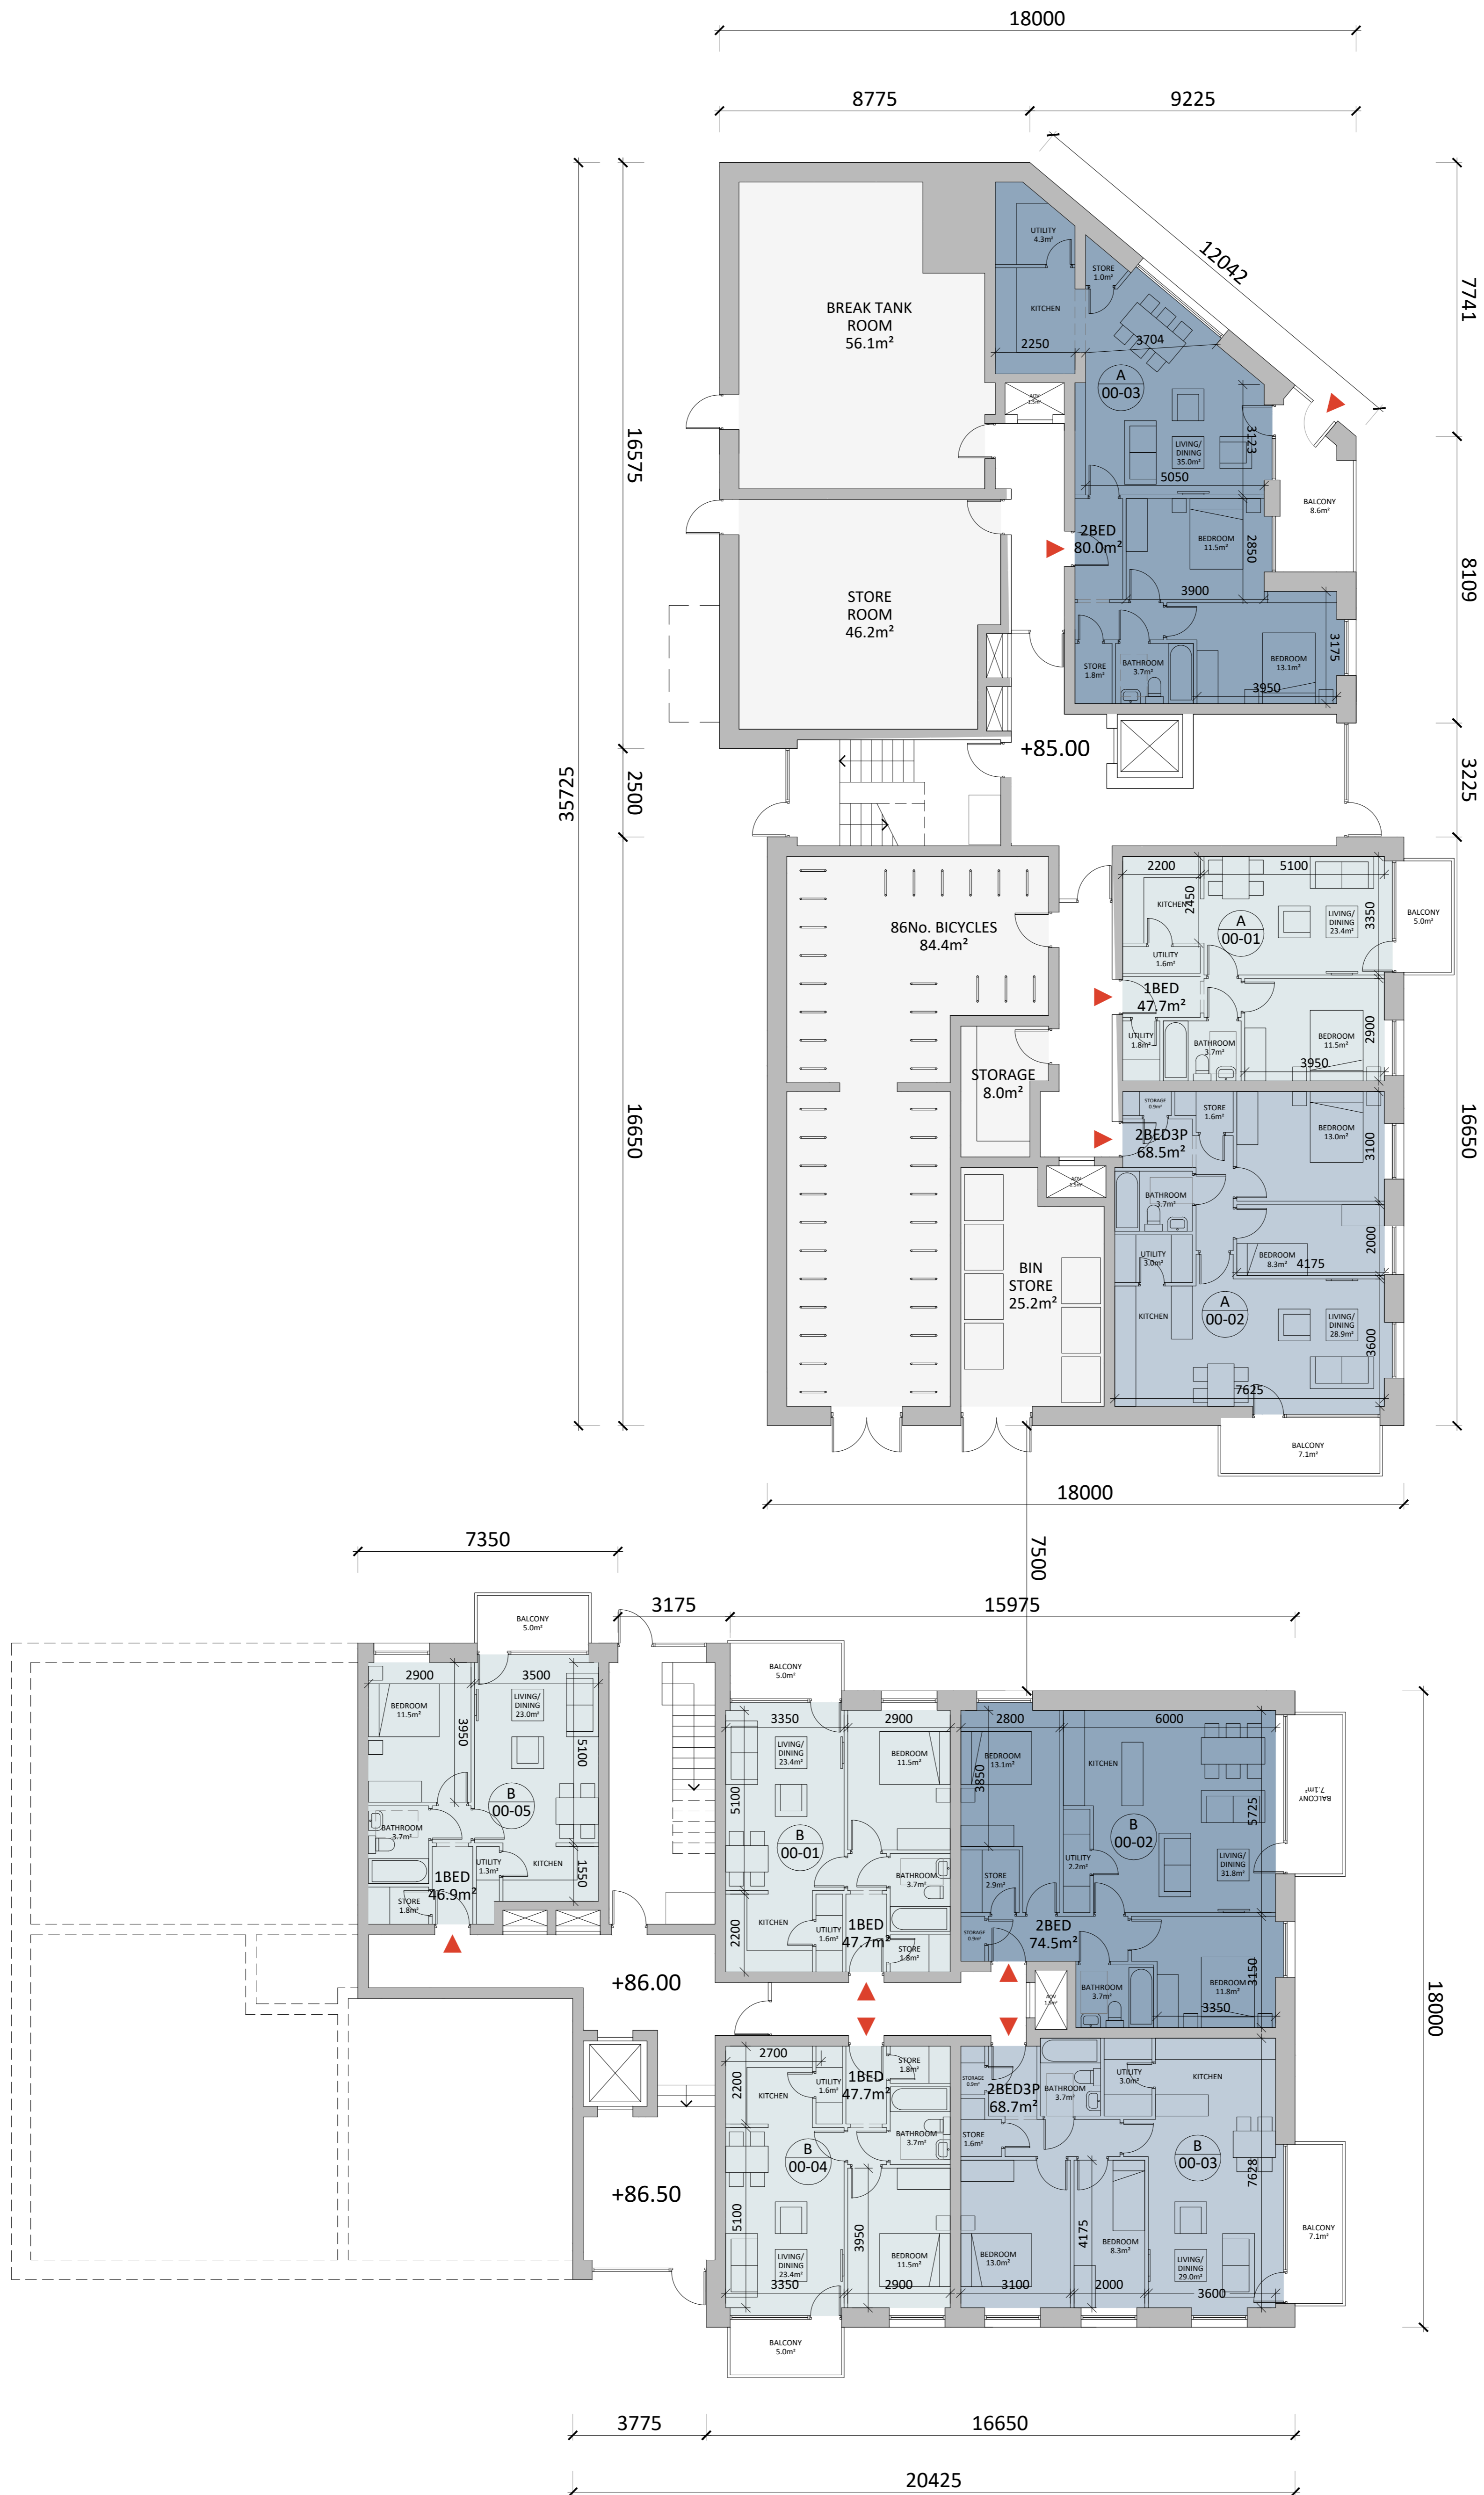 18000
8775
9225
12042
7741
16575
35725
UTILITY
4.3m²
STORE
1.0m²
BREAK TANK
ROOM
56.1m²
KITCHEN
2250
3704
A
00-03
AOV
1.5m²
3123
LIVING/
DINING
35.0m²
5050
BALCONY
8.6m²
2BED
80.0m²
BEDROOM
11.5m²
2850
8109
3900
STORE
ROOM
46.2m²
3175
STORE
1.8m²
BATHROOM
3.7m²
BEDROOM
13.1m²
3950
+85.00
2500
3225
2200
5100
KITCHEN
2450
A
00-01
LIVING/
DINING
23.4m²
3350
BALCONY
5.0m²
86No. BICYCLES
84.4m²
UTILITY
1.6m²
1BED
47.7m²
UTILITY
1.8m²
BATHROOM
3.7m²
BEDROOM
11.5m²
2900
3950
STORAGE
8.0m²
16650
16650
STORAGE
0.9m²
STORE
1.6m²
BEDROOM
13.0m²
3100
2BED3P
68.5m²
AOV
1.5m²
BATHROOM
3.7m²
2000
UTILITY
3.0m²
BEDROOM
8.3m²
4175
BIN
STORE
25.2m²
KITCHEN
A
00-02
LIVING/
DINING
28.9m²
3600
7625
BALCONY
7.1m²
18000
7350
7500
3175
15975
BALCONY
5.0m²
BALCONY
5.0m²
2900
3500
BEDROOM
11.5m²
LIVING/
DINING
23.0m²
3950
5100
B
00-05
BATHROOM
3.7m²
UTILITY
1.3m²
KITCHEN
1550
1BED
46.9m²
STORE
1.8m²
3350
2900
LIVING/
DINING
23.4m²
BEDROOM
11.5m²
5100
B
00-01
BATHROOM
3.7m²
KITCHEN
2200
UTILITY
1.6m²
1BED
47.7m²
STORE
1.8m²
2800
6000
BEDROOM
13.1m²
3850
KITCHEN
BALCONY
7.1m²
5725
B
00-02
LIVING/
DINING
31.8m²
UTILITY
2.2m²
STORE
2.9m²
STORAGE
0.9m²
2BED
74.5m²
BATHROOM
3.7m²
BEDROOM
11.8m²
3150
3350
+86.00
18000
2700
2200
KITCHEN
UTILITY
1.6m²
1BED
47.7m²
STORE
1.8m²
BATHROOM
3.7m²
B
00-04
+86.50
5100
3950
LIVING/
DINING
23.4m²
BEDROOM
11.5m²
3350
2900
BALCONY
5.0m²
STORAGE
0.9m²
2BED3P
68.7m²
BATHROOM
3.7m²
UTILITY
3.0m²
KITCHEN
STORE
1.6m²
B
00-03
7628
4175
BEDROOM
13.0m²
BEDROOM
8.3m²
LIVING/
DINING
29.0m²
3100
2000
3600
BALCONY
7.1m²
3775
16650
20425